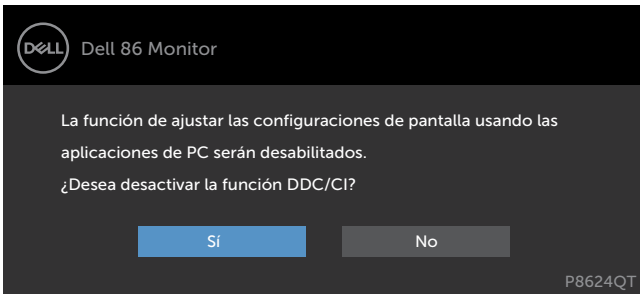 DELL
Dell 86 Monitor
La función de ajustar las configuraciones de pantalla usando las
aplicaciones de PC serán desabilitados.
¿Desea desactivar la función DDC/CI?
Sí
No
P8624QT